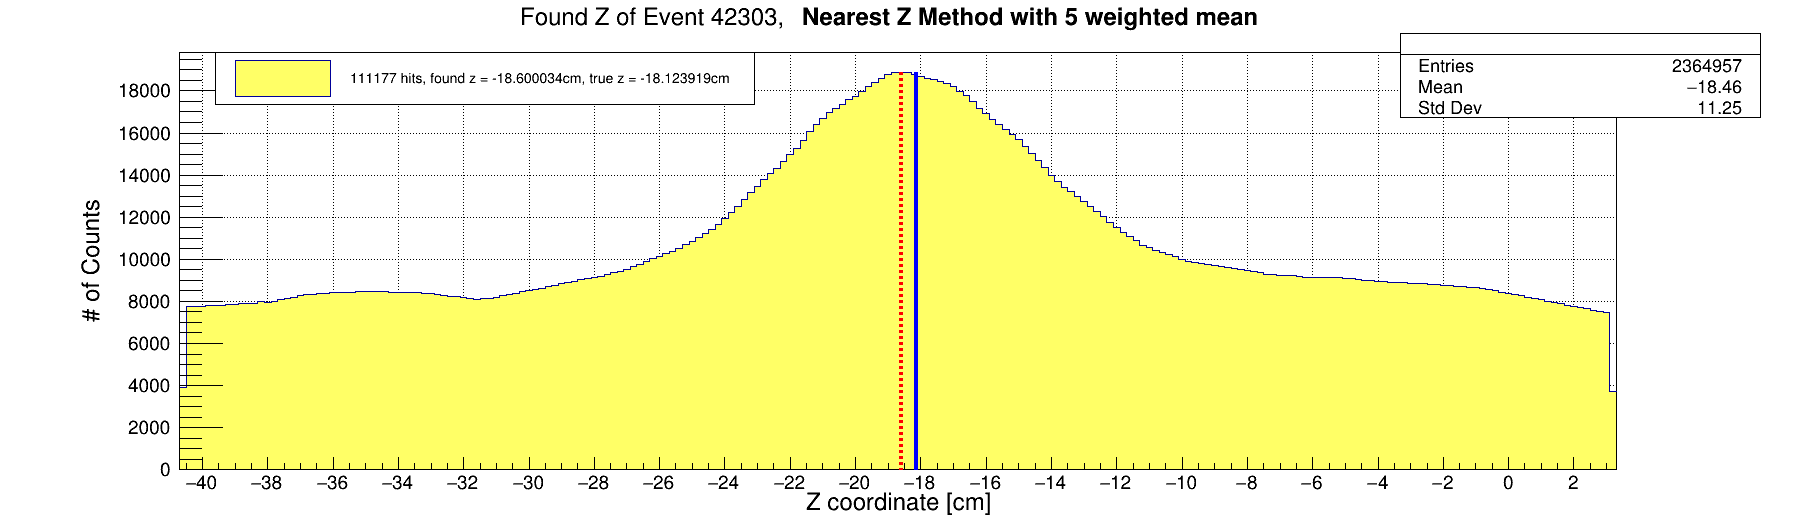 Found Z of Event 42303, Nearest Z Method with 5 weighted mean
111177 hits, found z = -18.600034cm, true z = -18.123919cm
Entries 2364957
Mean −18.46
Std Dev 11.25
# of Counts
18000
16000
14000
12000
10000
8000
6000
4000
2000
0
−40 −38 −36 −34 −32 −30 −28 −26 −24 −22 −20 −18 −16 −14 −12 −10 −8 −6 −4 −2 0 2
Z coordinate [cm]